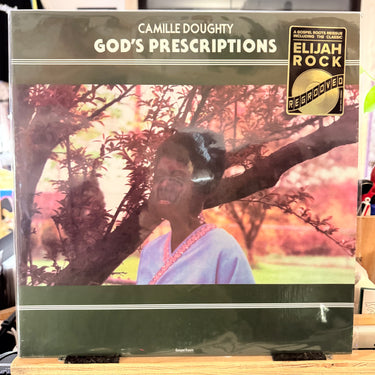 CAMILLE DOUGHTY
GOD'S PRESCRIPTIONS
A GOSPEL ROOTS REISSUE
INCLUDING THE CLASSIC
ELIJAH
ROCK
REGROOVED